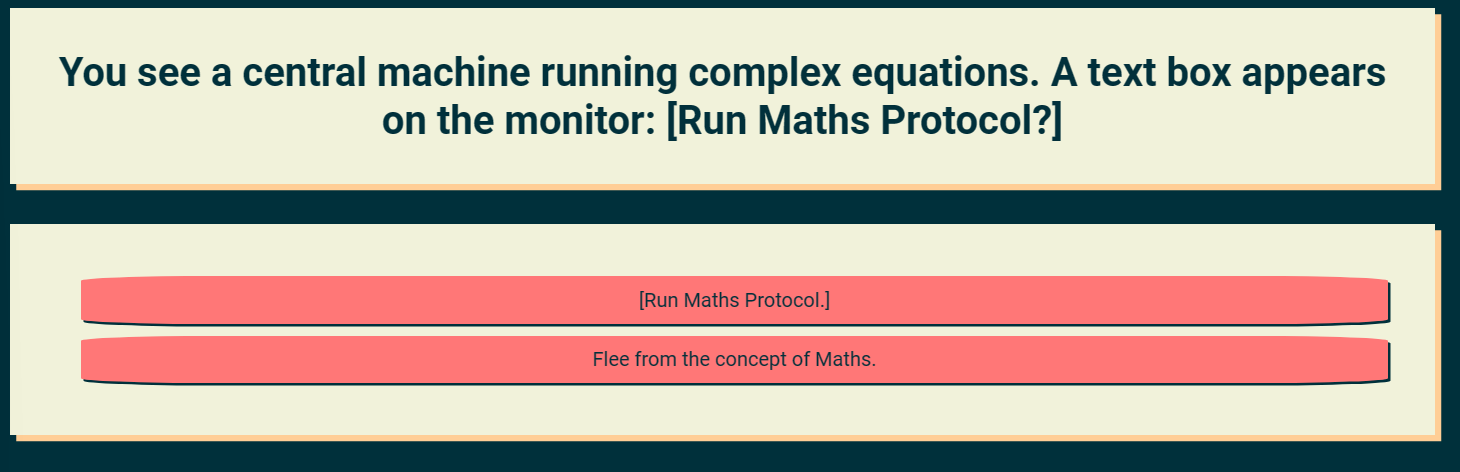 You see a central machine running complex equations. A text box appears
on the monitor: [Run Maths Protocol?]
[Run Maths Protocol.]
Flee from the concept of Maths.